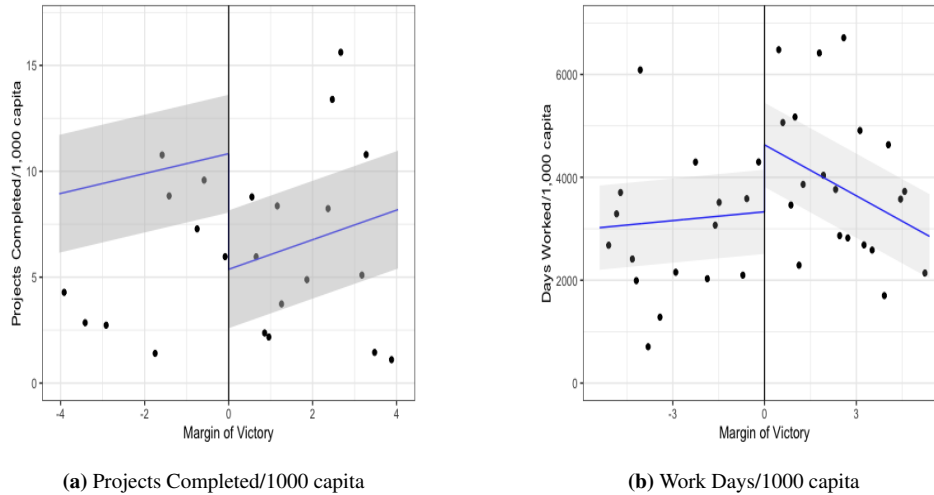 Projects Completed/1,000 capita
15
10
5
0
-4
-2
0
2
4
Margin of Victory
Days Worked/1,000 capita
6000
4000
2000
0
-3
0
3
Margin of Victory
(a) Projects Completed/1000 capita
(b) Work Days/1000 capita